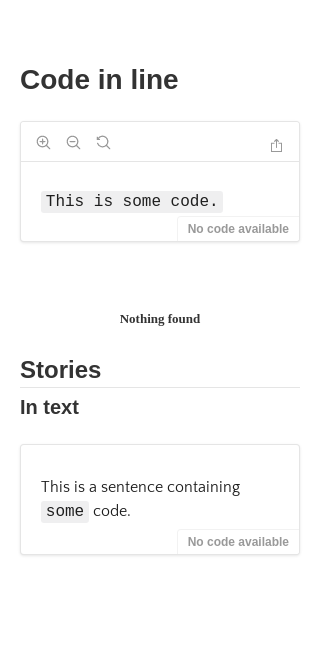 Code in line
This is some code.
No code available
Nothing found
Stories
In text
This is a sentence containing
some code.
No code available